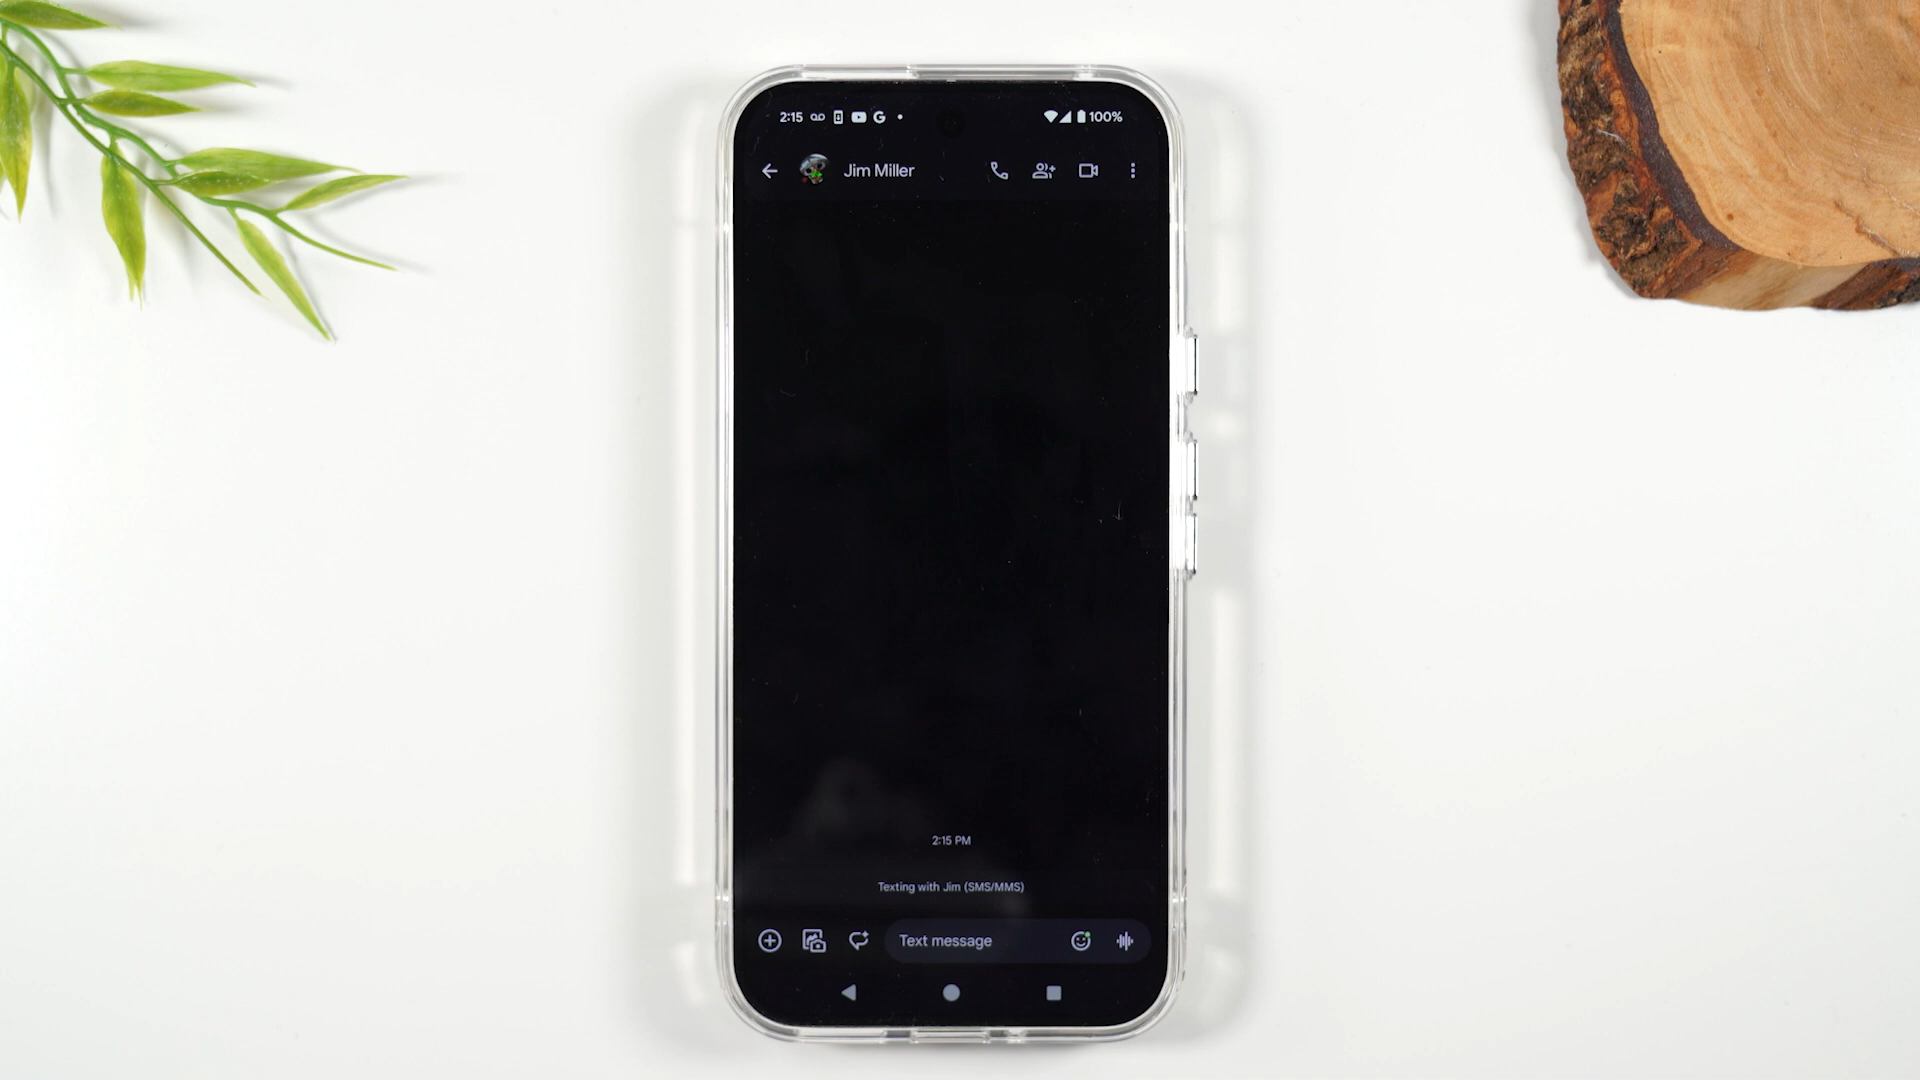 2:15 100%
Jim Miller
2:15 PM
Texting with Jim (SMS/MMS)
Text message